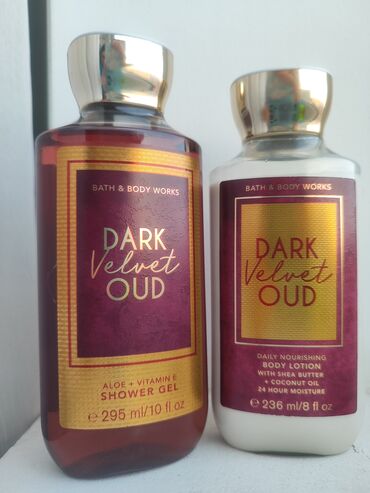 BATH & BODY WORKS
DARK
Velvet
OUD
ALOE + VITAMIN E
SHOWER GEL
℮ 295 ml/10 fl oz
BATH & BODY WORKS
DARK
Velvet
OUD
DAILY NOURISHING
BODY LOTION
WITH SHEA BUTTER
+ COCONUT OIL
24 HOUR MOISTURE
℮ 236 ml/8 fl oz